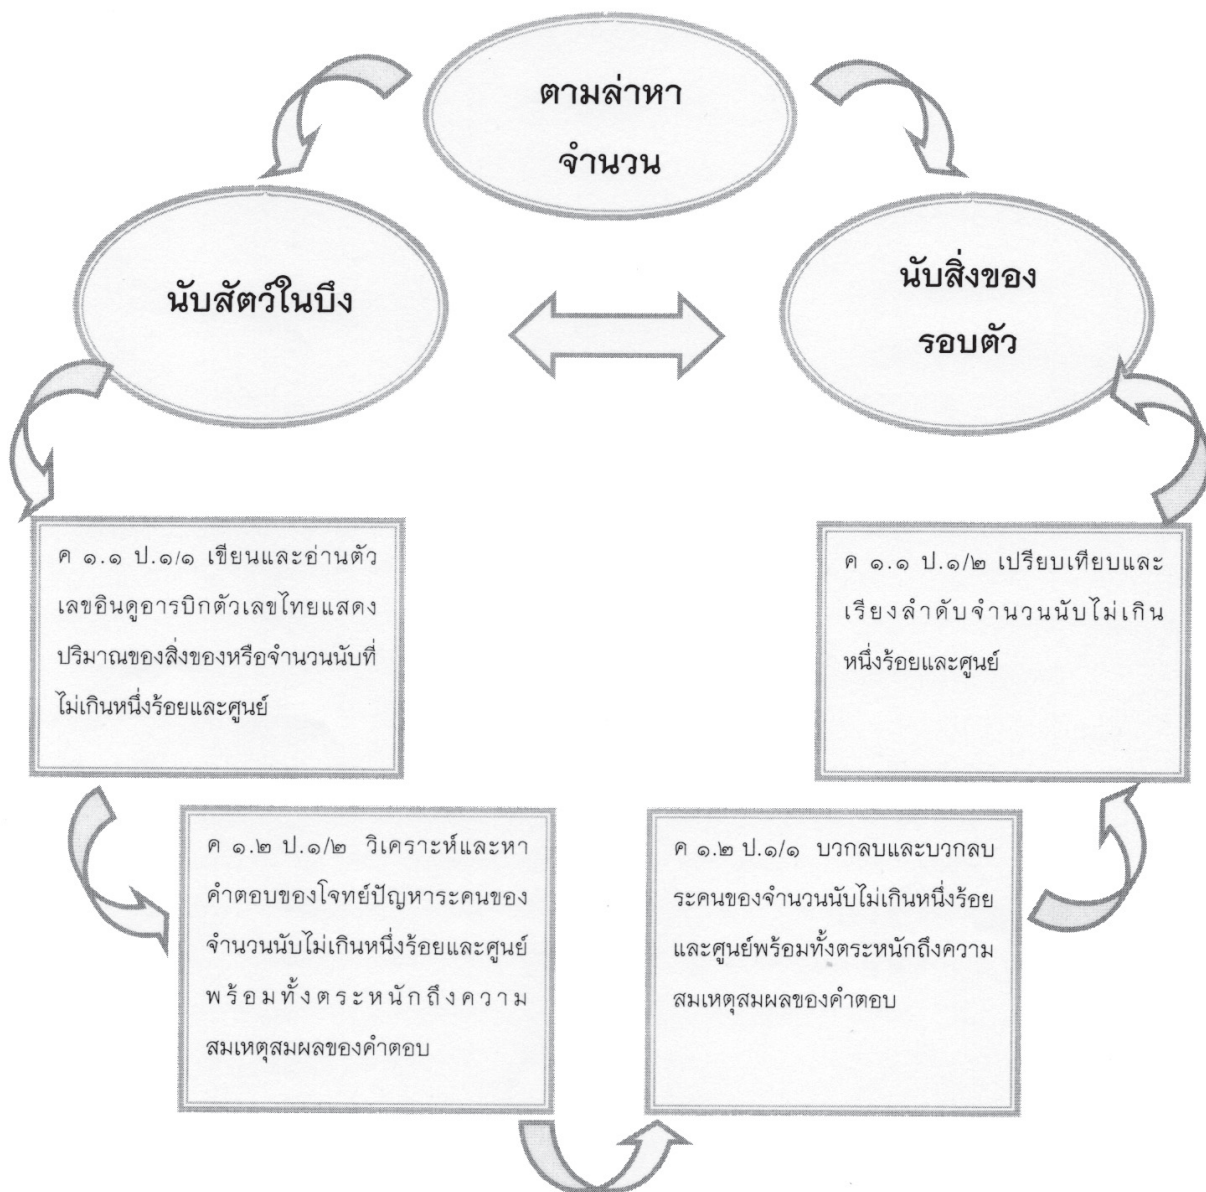 ตามล่าหา
จำนวน
นับสัตว์ในบึง
นับสิ่งของ
รอบตัว
ค ๑.๑ ป.๑/๑ เขียนและอ่านตัว
เลขอินดูอารบิกตัวเลขไทยแสดง
ปริมาณของสิ่งของหรือจำนวนนับที่
ไม่เกินหนึ่งร้อยและศูนย์
ค ๑.๑ ป.๑/๒ เปรียบเทียบและ
เรียงลำดับจำนวนนับไม่เกิน
หนึ่งร้อยและศูนย์
ค ๑.๒ ป.๑/๒ วิเคราะห์และหา
คำตอบของโจทย์ปัญหาระคนของ
จำนวนนับไม่เกินหนึ่งร้อยและศูนย์
พร้อมทั้งตระหนักถึงความ
สมเหตุสมผลของคำตอบ
ค ๑.๒ ป.๑/๑ บวกลบและบวกลบ
ระคนของจำนวนนับไม่เกินหนึ่งร้อย
และศูนย์พร้อมทั้งตระหนักถึงความ
สมเหตุสมผลของคำตอบ